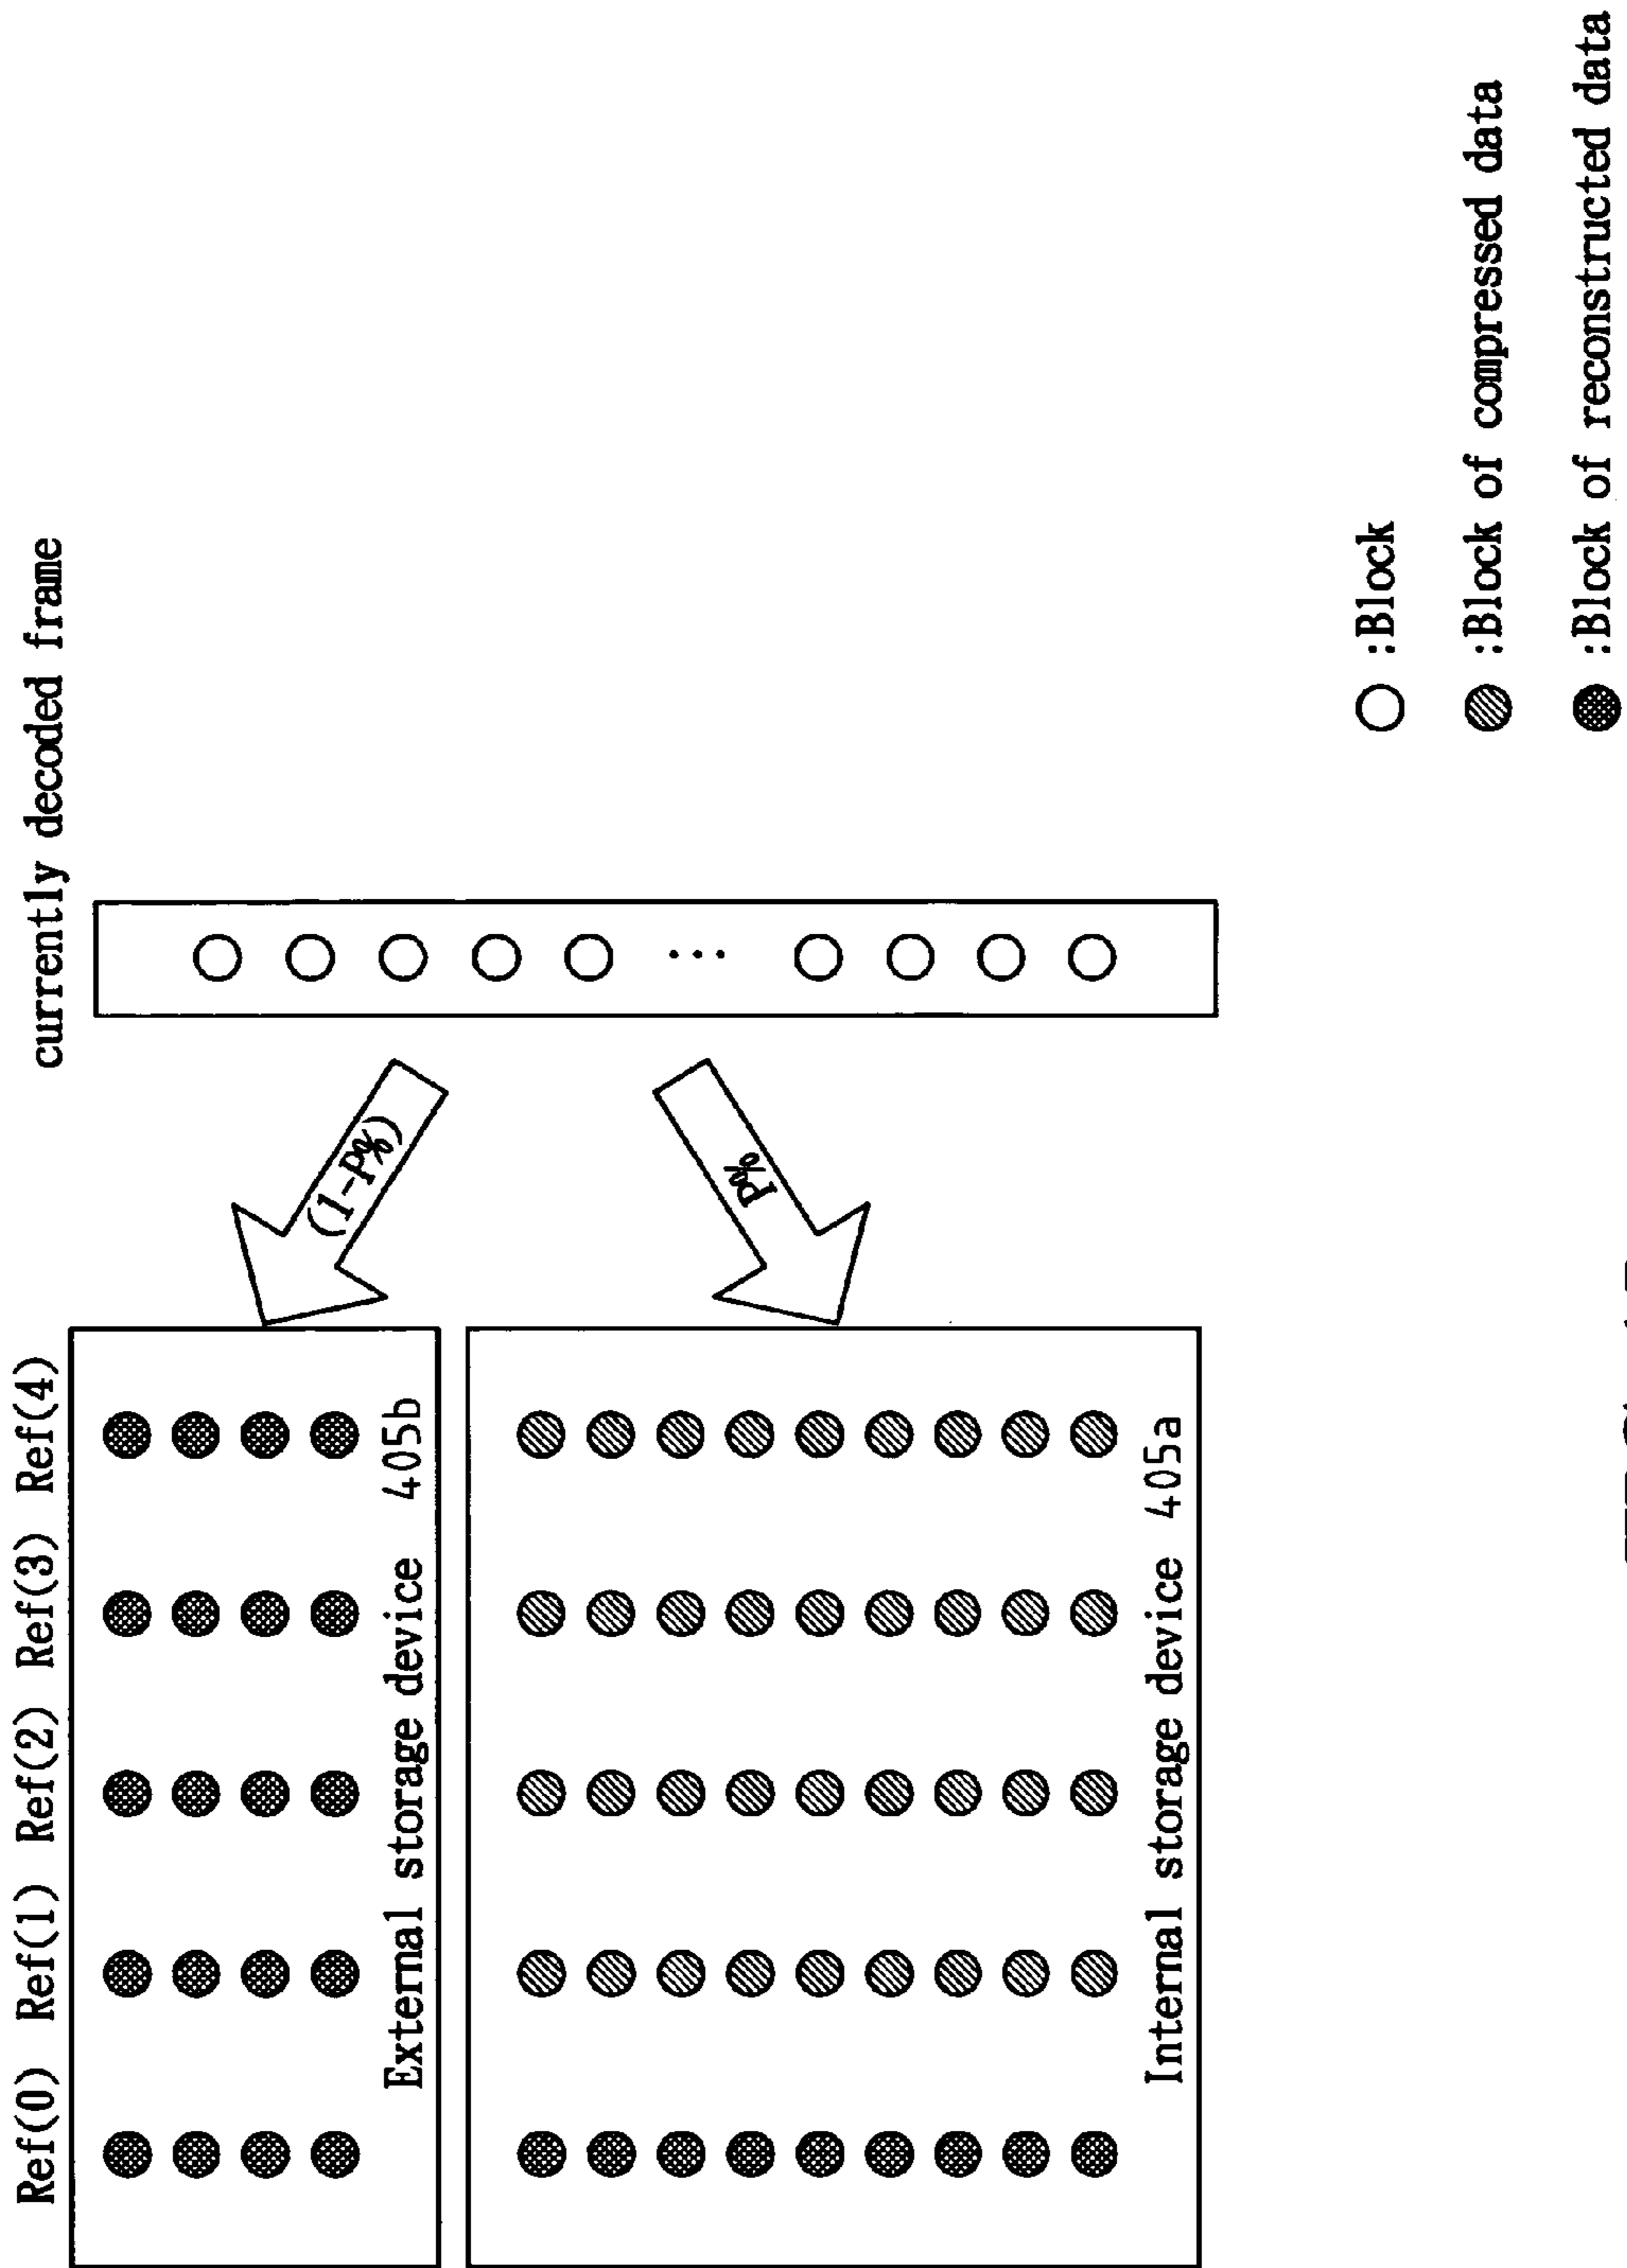 Ref(0) Ref(1) Ref(2) Ref(3) Ref(4)
currently decoded frame
(1-P%)
External storage device 405b
P%
Internal storage device 405a
:Block
:Block of compressed data
:Block of reconstructed data